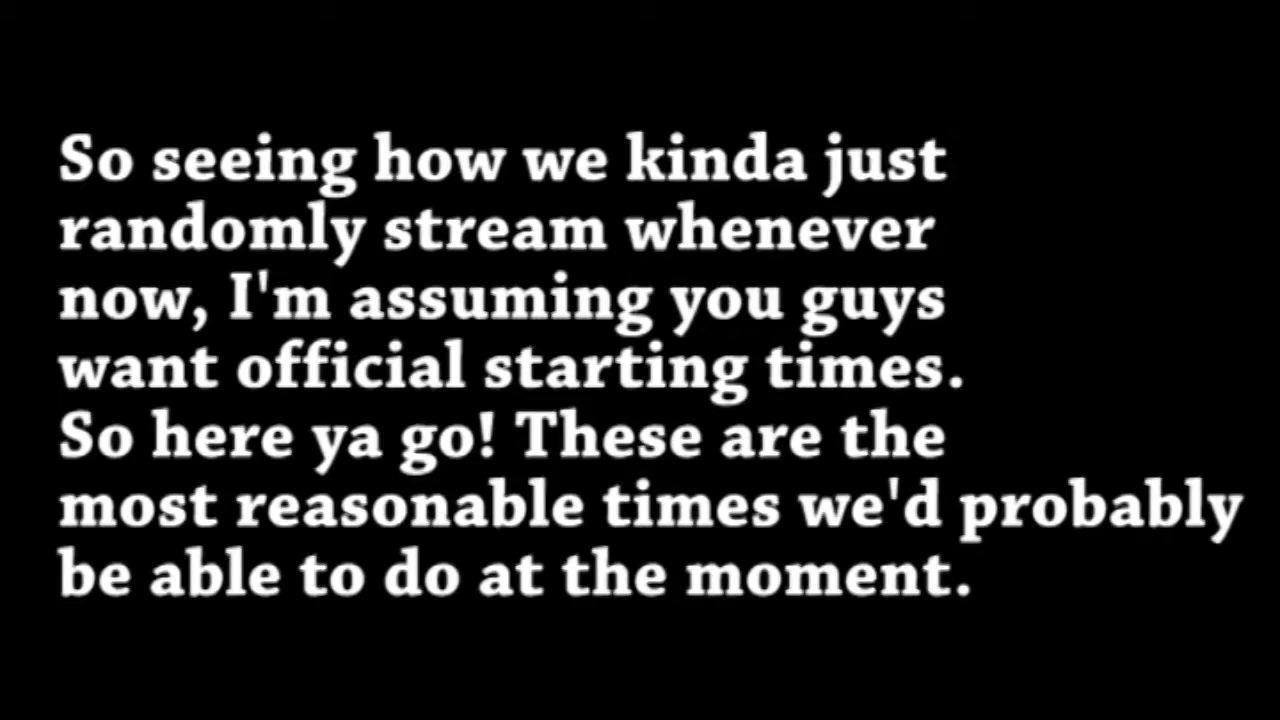 So seeing how we kinda just
randomly stream whenever
now, I'm assuming you guys
want official starting times.
So here ya go! These are the
most reasonable times we'd probably
be able to do at the moment.